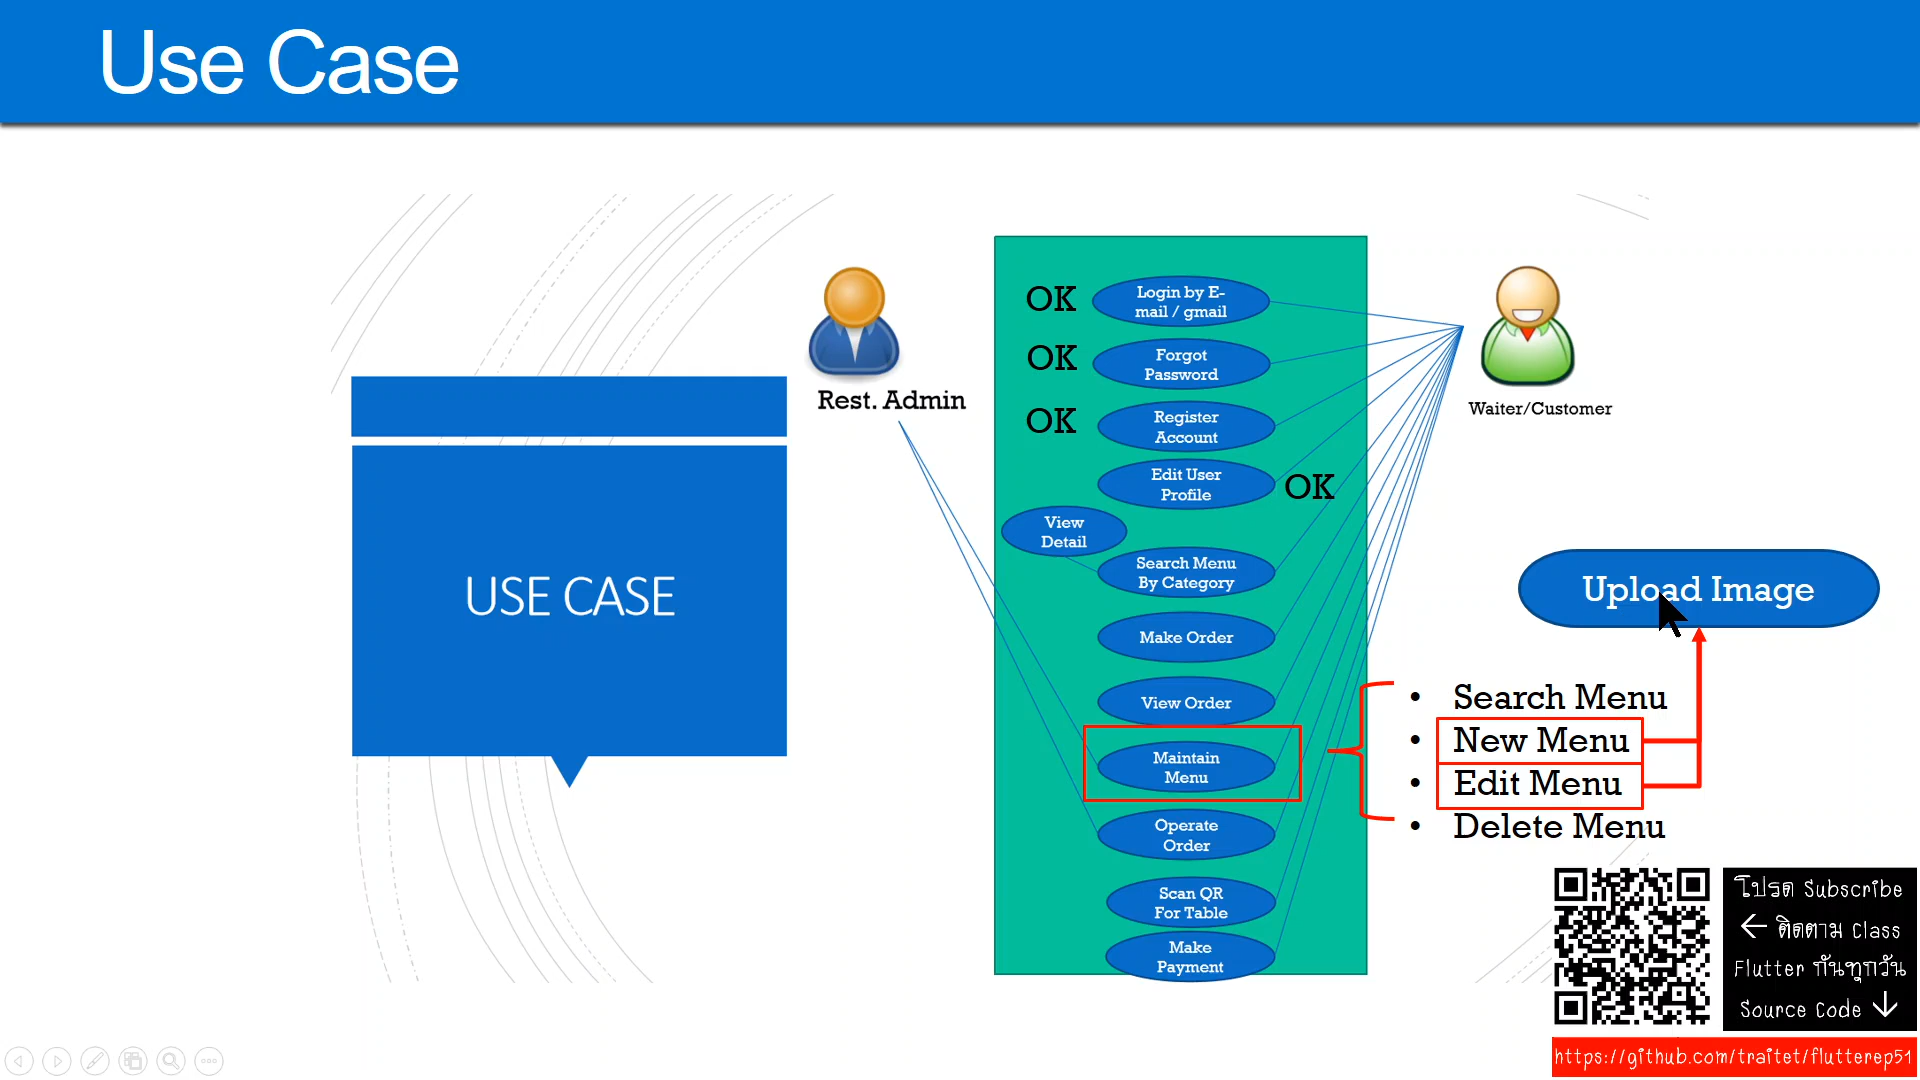 Use Case
USE CASE
Rest. Admin
Waiter/Customer
OK
Login by E-
mail / gmail
OK
Forgot
Password
OK
Register
Account
Edit User
Profile
OK
View
Detail
Search Menu
By Category
Make Order
View Order
Maintain
Menu
Operate
Order
Scan QR
For Table
Make
Payment
Upload Image
• Search Menu
• New Menu
• Edit Menu
• Delete Menu
โปรด Subscribe
← ติดตาม Class
Flutter กันทุกวัน
Source Code ↓
https://github.com/traitet/flutterep51